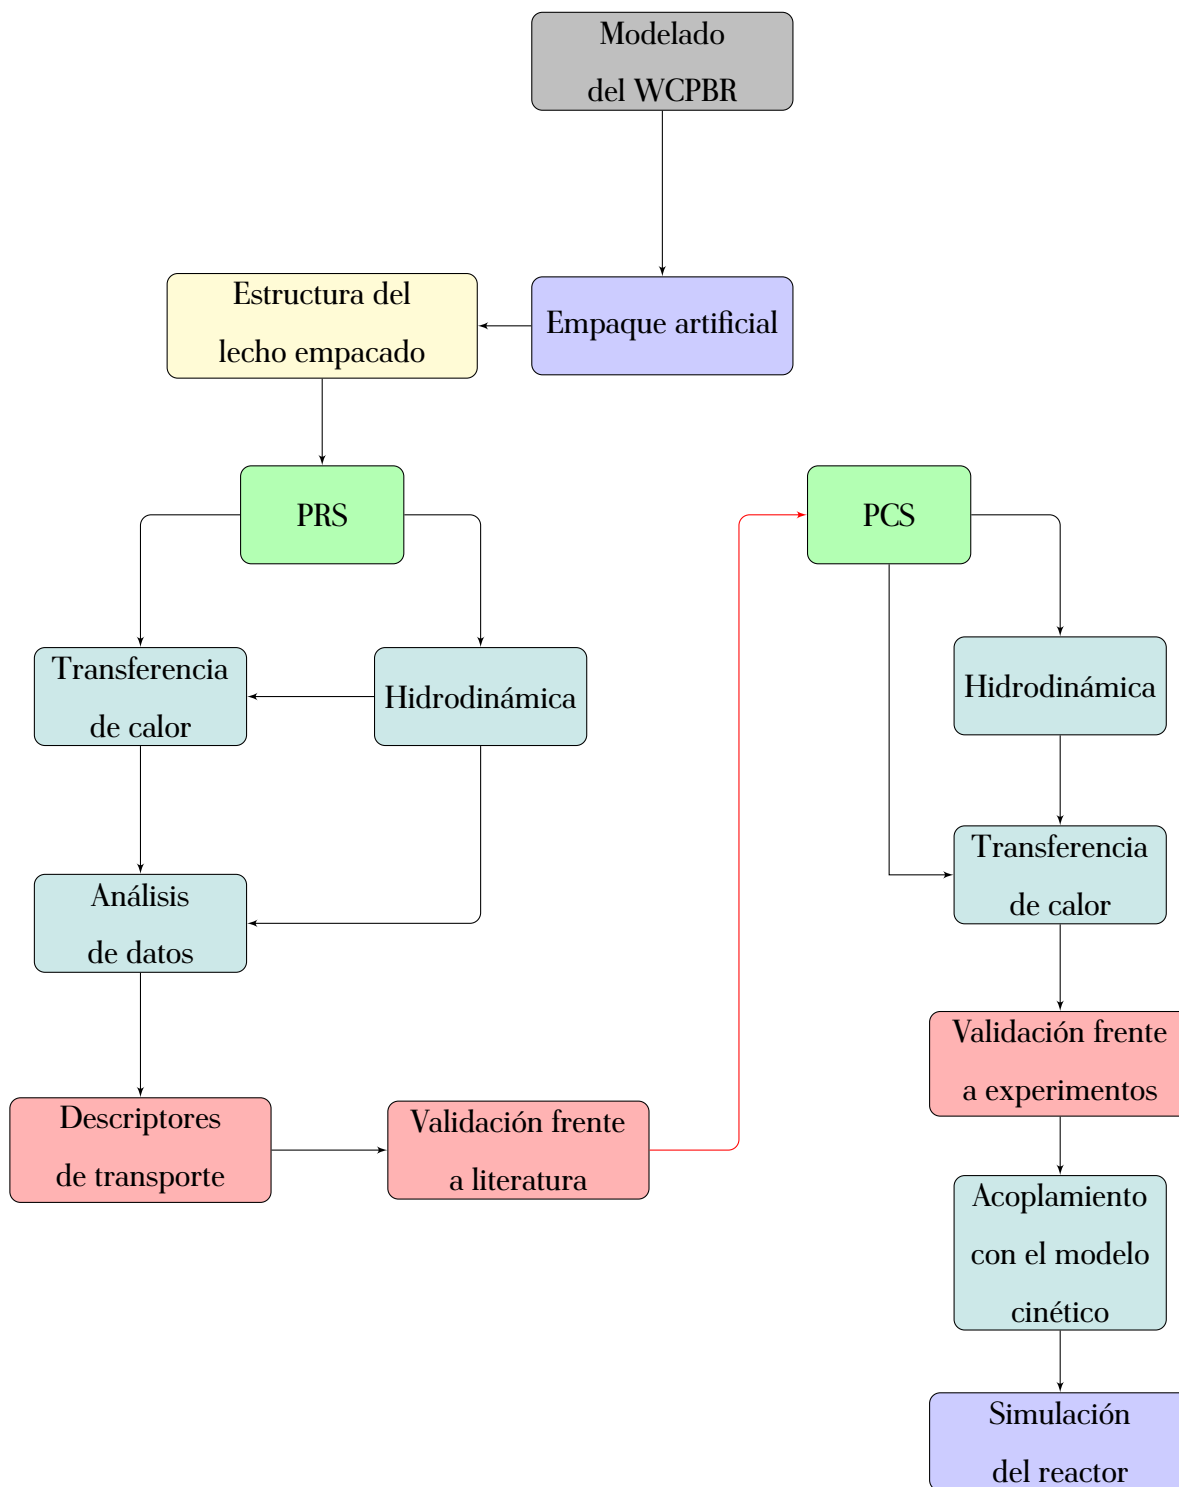 Modelado
del WCPBR
Estructura del
lecho empacado
Empaque artificial
PRS
PCS
Transferencia
de calor
Hidrodinámica
Hidrodinámica
Transferencia
de calor
Análisis
de datos
Descriptores
de transporte
Validación frente
a literatura
Validación frente
a experimentos
Acoplamiento
con el modelo
cinético
Simulación
del reactor